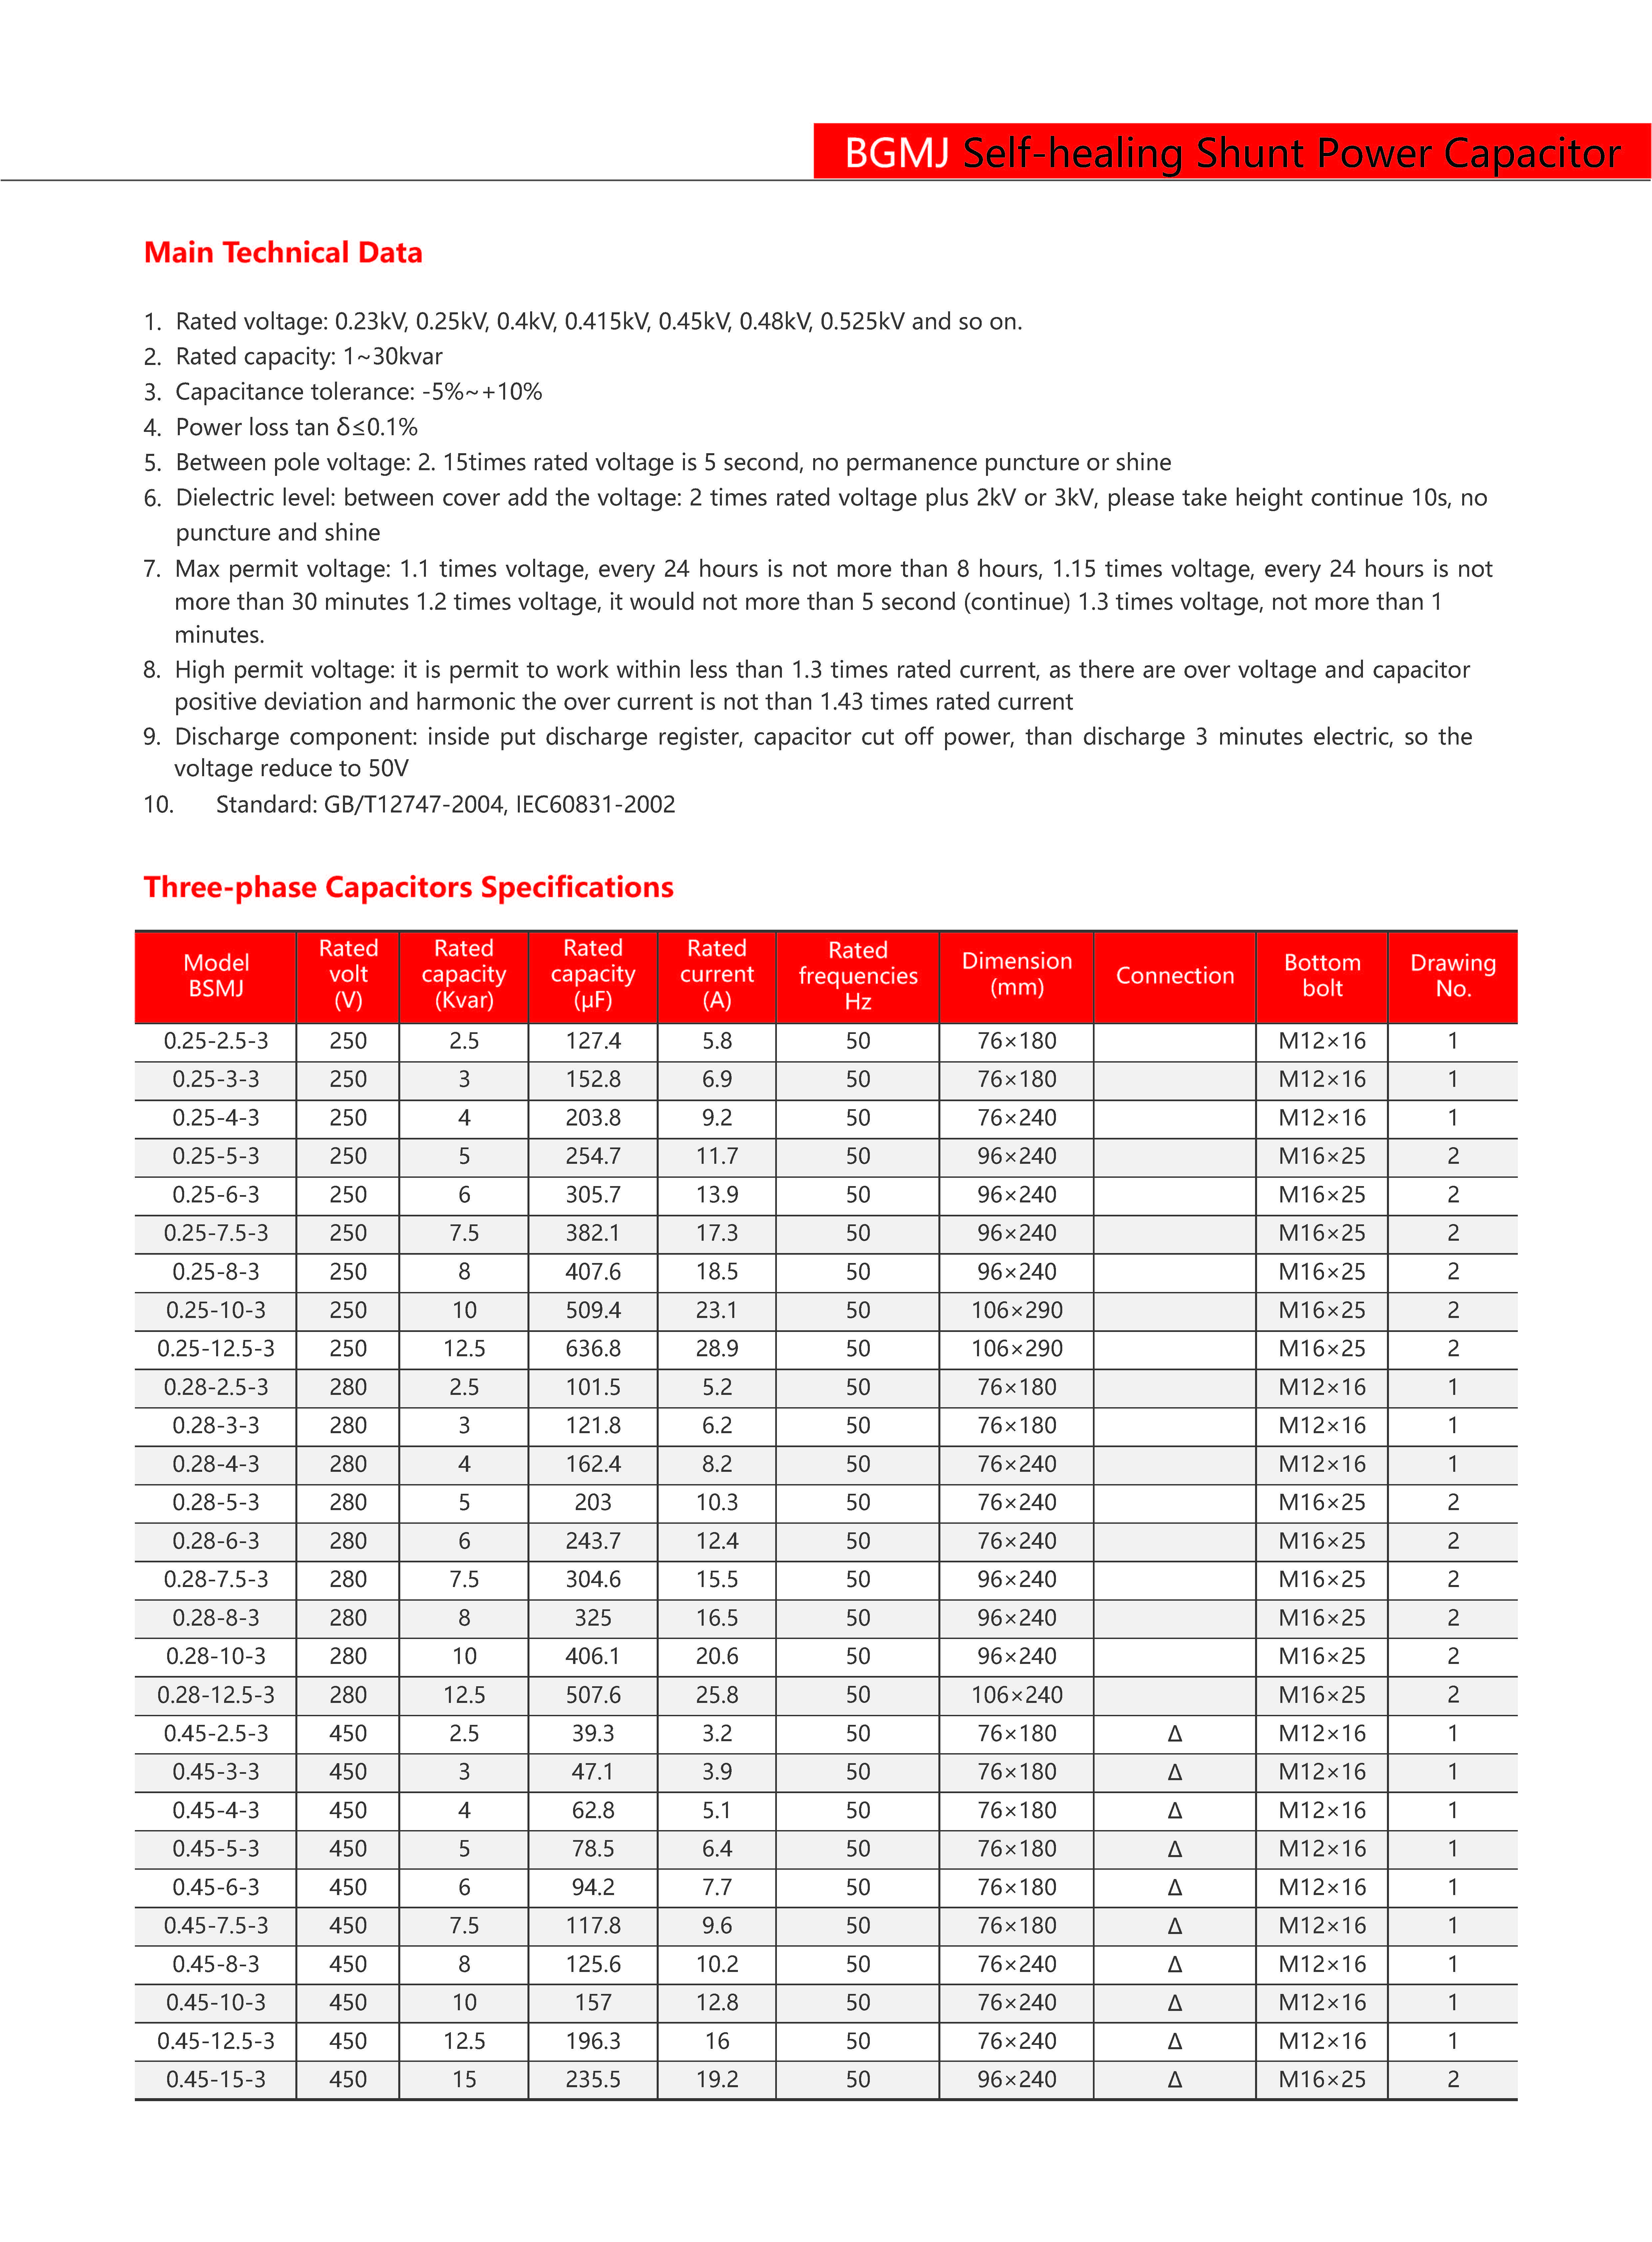 BGMJ Self-healing Shunt Power Capacitor
Main Technical Data
1. Rated voltage: 0.23kV, 0.25kV, 0.4kV, 0.415kV, 0.45kV, 0.48kV, 0.525kV and so on.
2. Rated capacity: 1~30kvar
3. Capacitance tolerance: -5%~+10%
4. Power loss tan δ≤0.1%
5. Between pole voltage: 2. 15times rated voltage is 5 second, no permanence puncture or shine
6. Dielectric level: between cover add the voltage: 2 times rated voltage plus 2kV or 3kV, please take height continue 10s, no
puncture and shine
7. Max permit voltage: 1.1 times voltage, every 24 hours is not more than 8 hours, 1.15 times voltage, every 24 hours is not
more than 30 minutes 1.2 times voltage, it would not more than 5 second (continue) 1.3 times voltage, not more than 1
minutes.
8. High permit voltage: it is permit to work within less than 1.3 times rated current, as there are over voltage and capacitor
positive deviation and harmonic the over current is not than 1.43 times rated current
9. Discharge component: inside put discharge register, capacitor cut off power, than discharge 3 minutes electric, so the
voltage reduce to 50V
10. Standard: GB/T12747-2004, IEC60831-2002
Three-phase Capacitors Specifications
Model BSMJ Rated volt (V) Rated capacity (Kvar) Rated capacity (μF) Rated current (A) Rated frequencies Hz Dimension (mm) Connection Bottom bolt Drawing No.
0.25-2.5-3 250 2.5 127.4 5.8 50 76×180 M12×16 1
0.25-3-3 250 3 152.8 6.9 50 76×180 M12×16 1
0.25-4-3 250 4 203.8 9.2 50 76×240 M12×16 1
0.25-5-3 250 5 254.7 11.7 50 96×240 M16×25 2
0.25-6-3 250 6 305.7 13.9 50 96×240 M16×25 2
0.25-7.5-3 250 7.5 382.1 17.3 50 96×240 M16×25 2
0.25-8-3 250 8 407.6 18.5 50 96×240 M16×25 2
0.25-10-3 250 10 509.4 23.1 50 106×290 M16×25 2
0.25-12.5-3 250 12.5 636.8 28.9 50 106×290 M16×25 2
0.28-2.5-3 280 2.5 101.5 5.2 50 76×180 M12×16 1
0.28-3-3 280 3 121.8 6.2 50 76×180 M12×16 1
0.28-4-3 280 4 162.4 8.2 50 76×240 M12×16 1
0.28-5-3 280 5 203 10.3 50 76×240 M16×25 2
0.28-6-3 280 6 243.7 12.4 50 76×240 M16×25 2
0.28-7.5-3 280 7.5 304.6 15.5 50 96×240 M16×25 2
0.28-8-3 280 8 325 16.5 50 96×240 M16×25 2
0.28-10-3 280 10 406.1 20.6 50 96×240 M16×25 2
0.28-12.5-3 280 12.5 507.6 25.8 50 106×240 M16×25 2
0.45-2.5-3 450 2.5 39.3 3.2 50 76×180 Δ M12×16 1
0.45-3-3 450 3 47.1 3.9 50 76×180 Δ M12×16 1
0.45-4-3 450 4 62.8 5.1 50 76×180 Δ M12×16 1
0.45-5-3 450 5 78.5 6.4 50 76×180 Δ M12×16 1
0.45-6-3 450 6 94.2 7.7 50 76×180 Δ M12×16 1
0.45-7.5-3 450 7.5 117.8 9.6 50 76×180 Δ M12×16 1
0.45-8-3 450 8 125.6 10.2 50 76×240 Δ M12×16 1
0.45-10-3 450 10 157 12.8 50 76×240 Δ M12×16 1
0.45-12.5-3 450 12.5 196.3 16 50 76×240 Δ M12×16 1
0.45-15-3 450 15 235.5 19.2 50 96×240 Δ M16×25 2